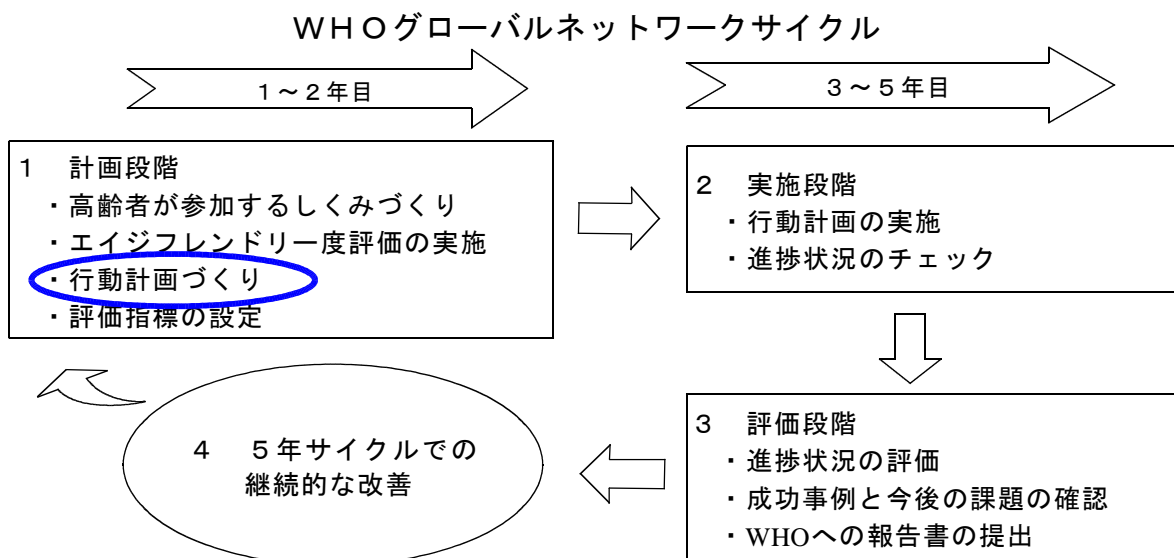 WHOグローバルネットワークサイクル
1～2年目
3～5年目
1 計画段階
・高齢者が参加するしくみづくり
・エイジフレンドリー度評価の実施
・行動計画づくり
・評価指標の設定
2 実施段階
・行動計画の実施
・進捗状況のチェック
3 評価段階
・進捗状況の評価
・成功事例と今後の課題の確認
・WHOへの報告書の提出
4 5年サイクルでの
継続的な改善